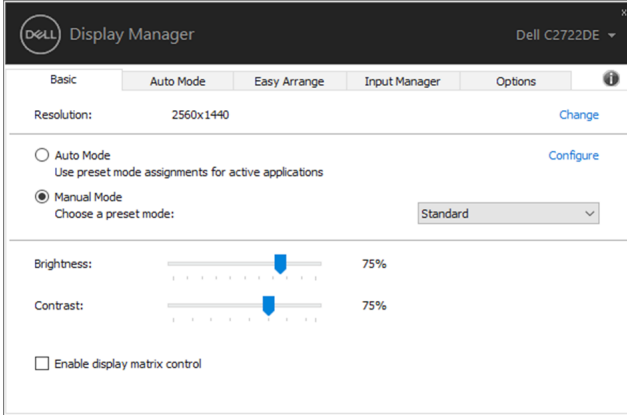 DELL Display Manager
Dell C2722DE
x
Basic Auto Mode Easy Arrange Input Manager Options
Resolution: 2560x1440 Change
Auto Mode Configure
Use preset mode assignments for active applications
Manual Mode
Choose a preset mode: Standard
Brightness: 75%
Contrast: 75%
Enable display matrix control